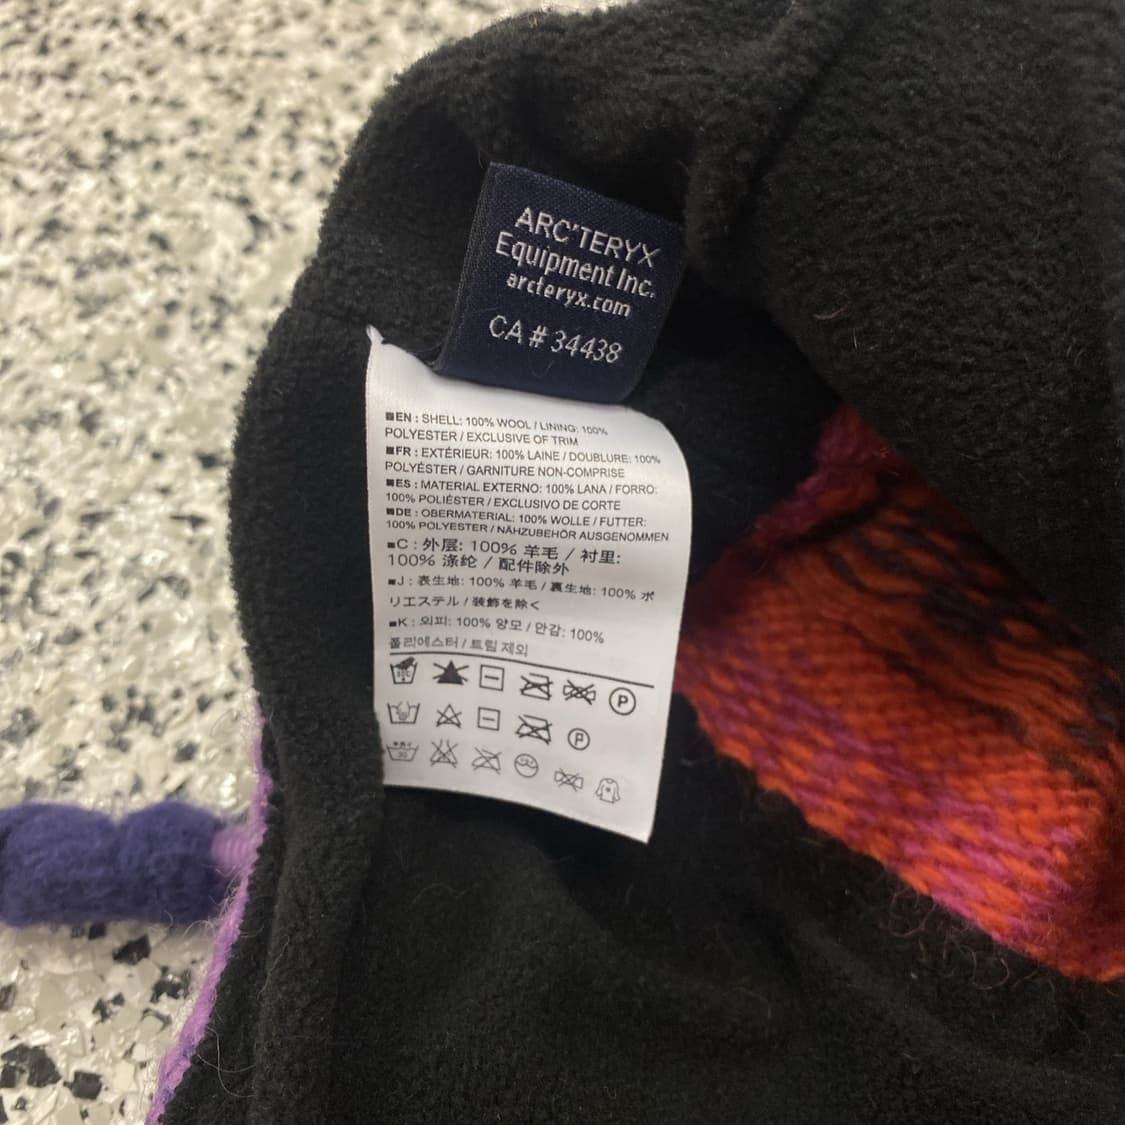 ARC'TERYX
Equipment Inc.
arcteryx.com
CA # 34438
EN : SHELL: 100% WOOL / LINING: 100%
POLYESTER / EXCLUSIVE OF TRIM
FR : EXTÉRIEUR: 100% LAINE / DOUBLURE: 100%
POLYÉSTER / GARNITURE NON-COMPRISE
ES : MATERIAL EXTERNO: 100% LANA / FORRO:
100% POLIÉSTER / EXCLUSIVO DE CORTE
DE : OBERMATERIAL: 100% WOLLE / FUTTER:
100% POLYESTER / NÄHZUBEHÖR AUSGENOMMEN
C : 外层: 100% 羊毛 / 衬里:
100% 涤纶 / 配件除外
J : 表生地: 100% 羊毛 / 裏生地: 100% ポ
リエステル / 装飾を除く
K : 외피: 100% 양모 / 안감: 100%
폴리에스터 / 트림 제외
P
P
30